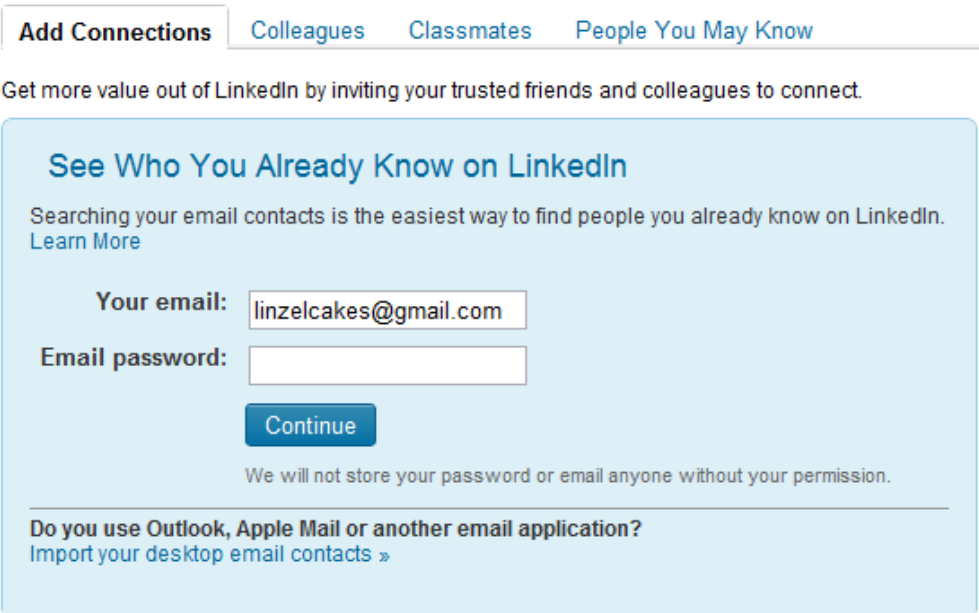 Add Connections Colleagues Classmates People You May Know
Get more value out of LinkedIn by inviting your trusted friends and colleagues to connect.
See Who You Already Know on LinkedIn
Searching your email contacts is the easiest way to find people you already know on LinkedIn.
Learn More
Your email: linzelcakes@gmail.com
Email password:
Continue
We will not store your password or email anyone without your permission.
Do you use Outlook, Apple Mail or another email application?
Import your desktop email contacts »